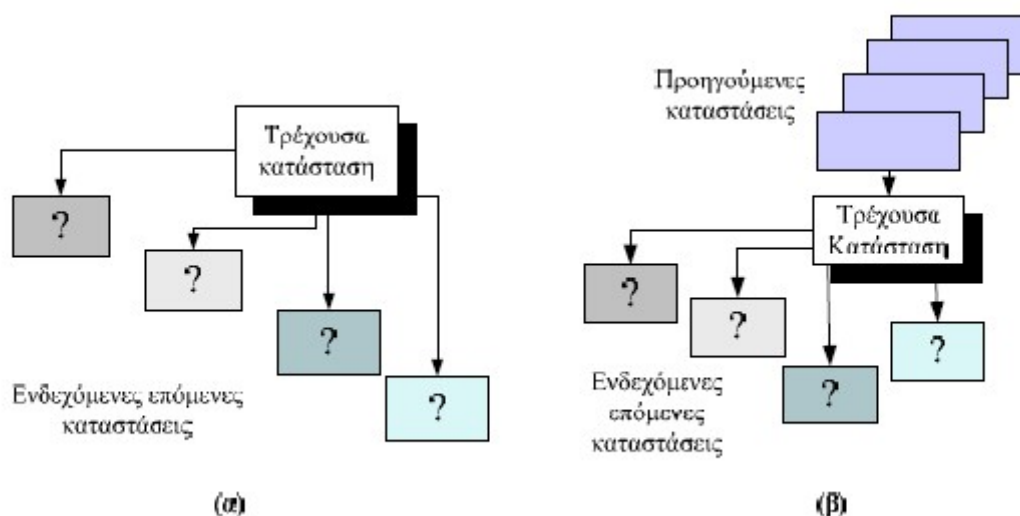 Τρέχουσα
κατάσταση
?
?
?
?
Ενδεχόμενες επόμενες
καταστάσεις
(α)
Προηγούμενες
καταστάσεις
Τρέχουσα
Κατάσταση
?
?
?
?
Ενδεχόμενες
επόμενες
καταστάσεις
(β)